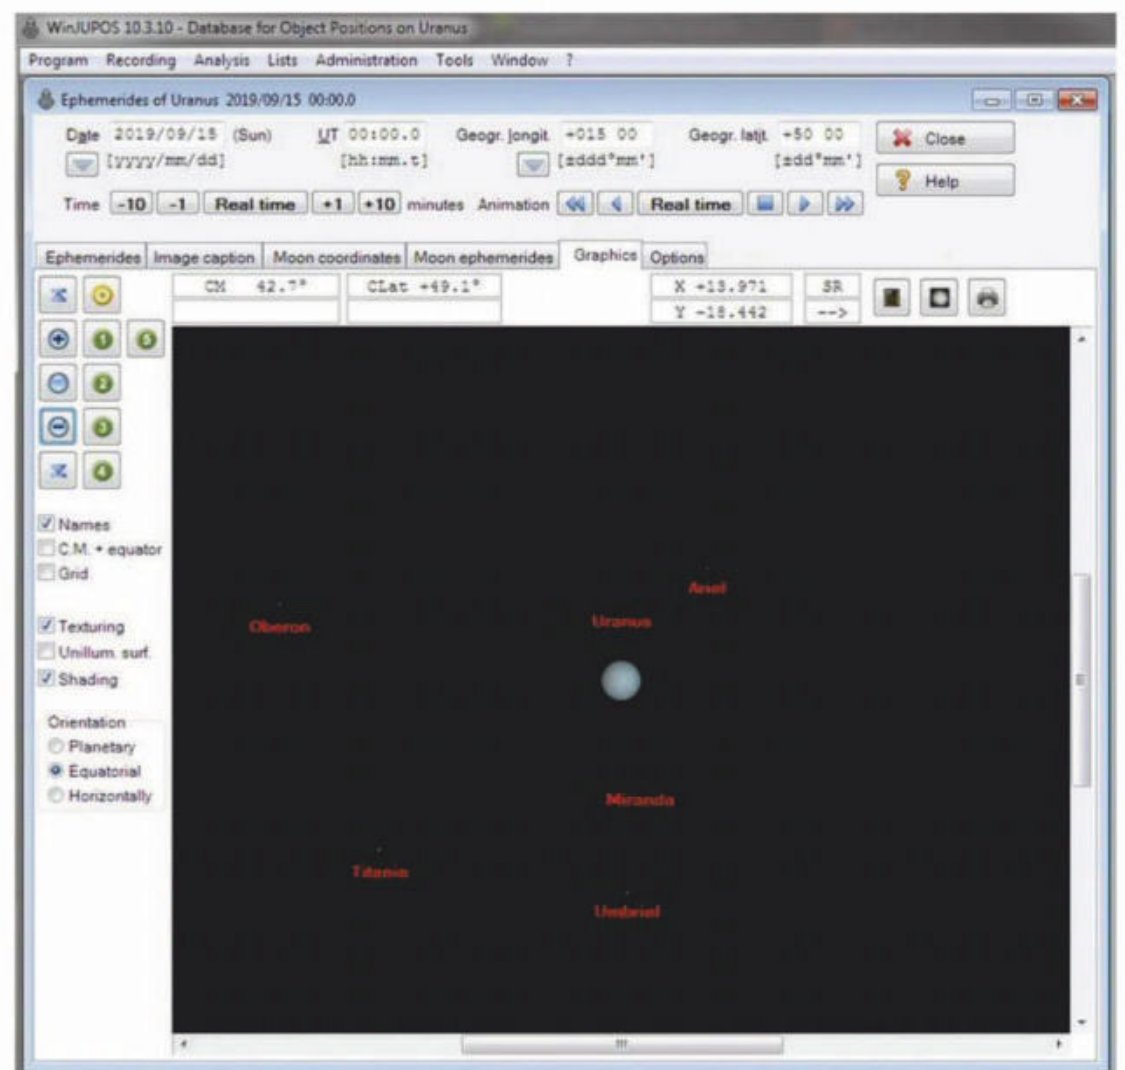 WinJUPOS 10.3.10 - Database for Object Positions on Uranus
Program Recording Analysis Lists Administration Tools Window ?
Ephemerides of Uranus 2019/09/15 00:00.0
Date 2019/09/15 (Sun) UT 00:00.0 Geogr. longit. +015 00 Geogr. latit. +50 00 Close
[yyyy/mm/dd] [hh:mm.t] [±ddd°mm'] [±dd°mm']
Help
Time -10 -1 Real time +1 +10 minutes Animation Real time
Ephemerides Image caption Moon coordinates Moon ephemerides Graphics Options
CM 42.7° CLat +49.1° X +13.971 SR
Y -18.442 -->
1 5
2
3
4
Names
C.M. + equator
Grid
Texturing
Unillum. surf.
Shading
Orientation
Planetary
Equatorial
Horizontally
Ariel
Uranus
Oberon
Miranda
Titania
Umbriel